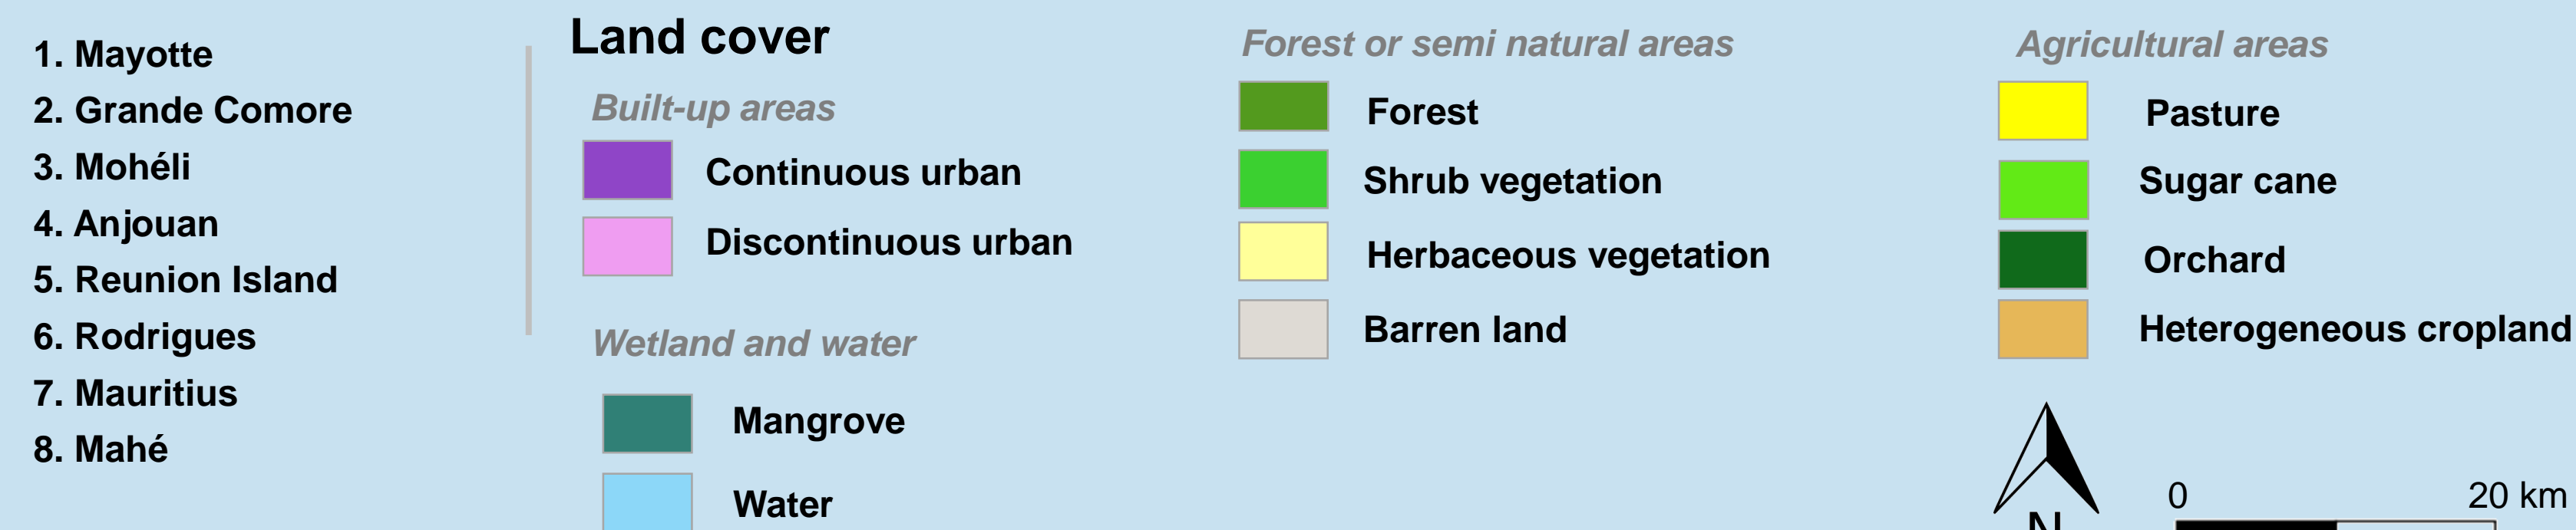 1. Mayotte
2. Grande Comore
3. Mohéli
4. Anjouan
5. Reunion Island
6. Rodrigues
7. Mauritius
8. Mahé
Land cover
Built-up areas
Continuous urban
Discontinuous urban
Wetland and water
Mangrove
Water
Forest or semi natural areas
Forest
Shrub vegetation
Herbaceous vegetation
Barren land
Agricultural areas
Pasture
Sugar cane
Orchard
Heterogeneous cropland
N
0 20 km